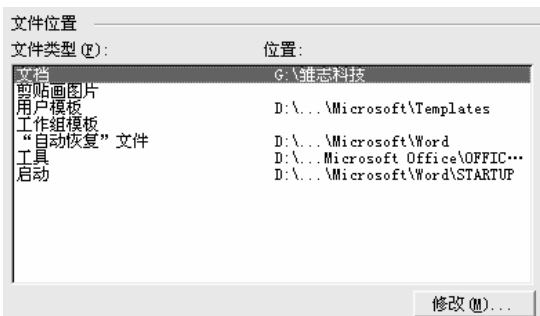 文件位置
文件类型(F): 位置:
文档 G:\雏志科技
剪贴画图片
用户模板 D:\...\Microsoft\Templates
工作组模板
“自动恢复”文件 D:\...\Microsoft\Word
工具 D:\...Microsoft Office\OFFIC…
启动 D:\...\Microsoft\Word\STARTUP
修改(M)...